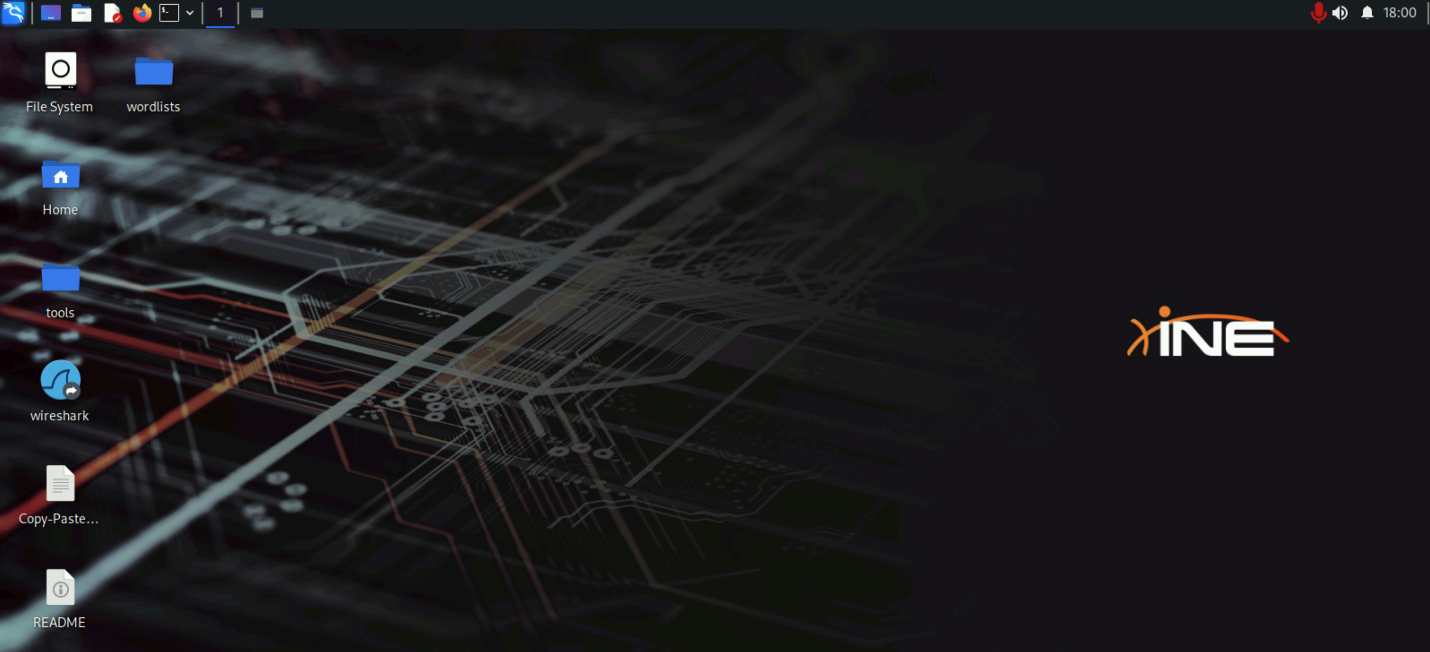 1
18:00
File System
wordlists
Home
tools
wireshark
Copy-Paste...
README
INE